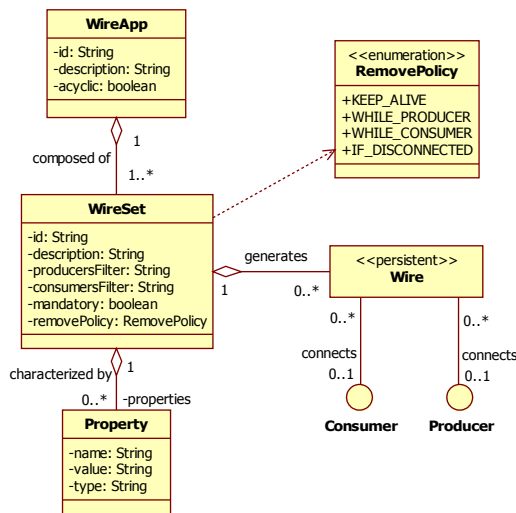 WireApp
-id: String
-description: String
-acyclic: boolean
<<enumeration>>
RemovePolicy
+KEEP_ALIVE
+WHILE_PRODUCER
+WHILE_CONSUMER
+IF_DISCONNECTED
1
composed of
1..*
WireSet
-id: String
-description: String
-producersFilter: String
-consumersFilter: String
-mandatory: boolean
-removePolicy: RemovePolicy
generates
1
0..*
<<persistent>>
Wire
0..*
0..*
connects
connects
0..1
0..1
Consumer
Producer
1
characterized by
0..*
-properties
Property
-name: String
-value: String
-type: String